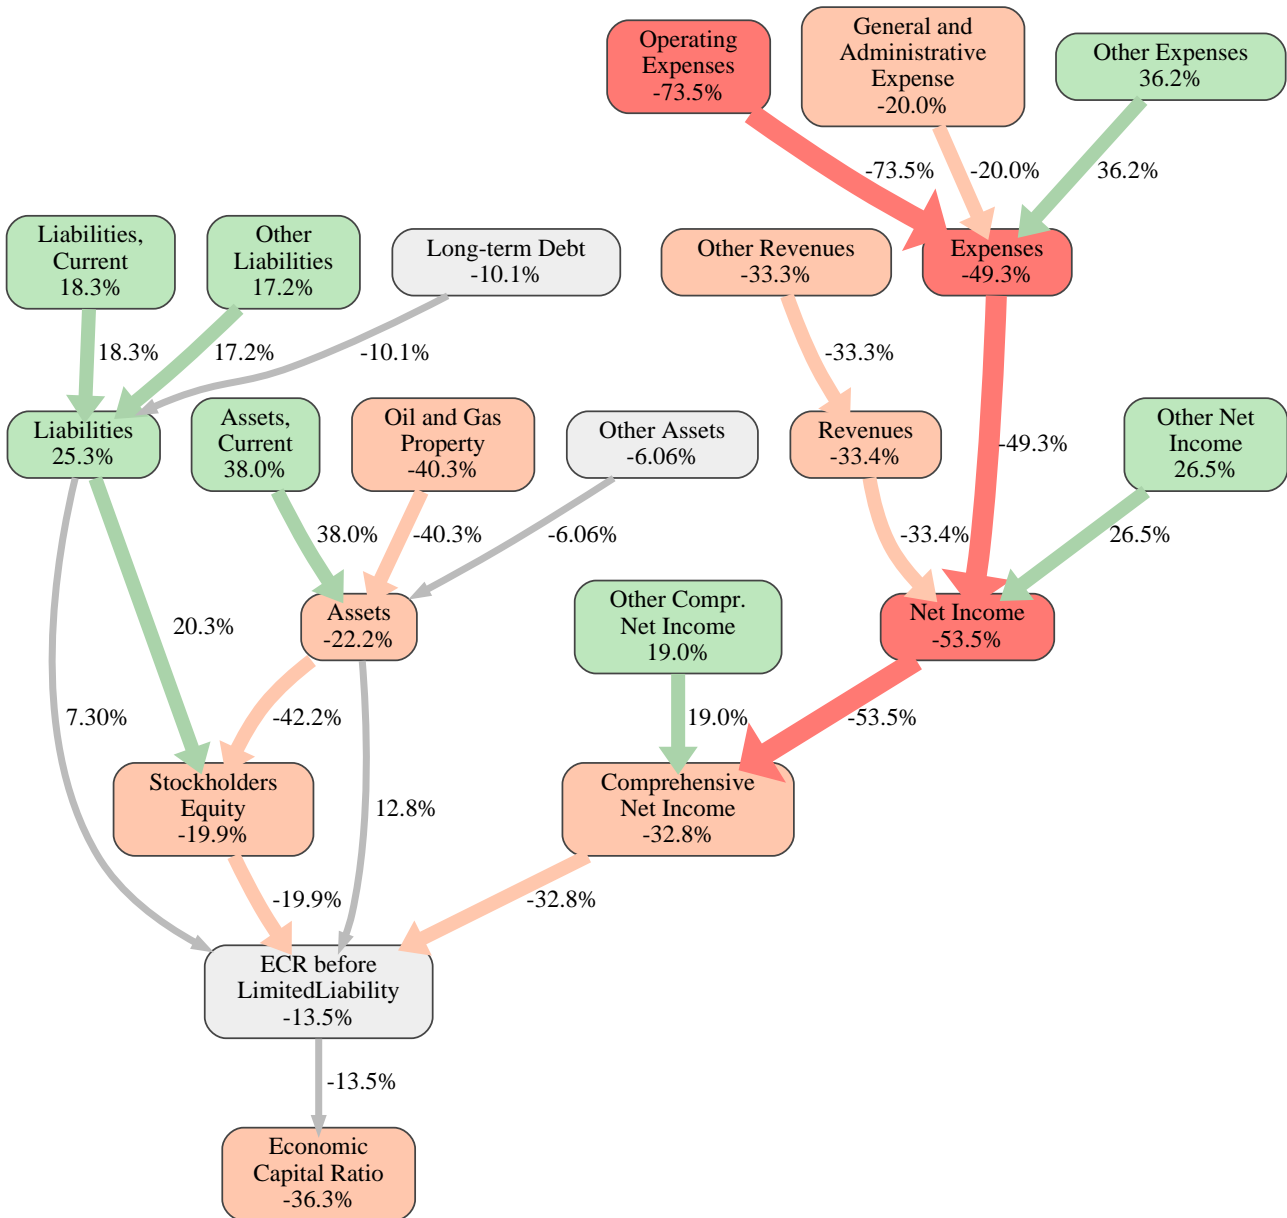 Operating
Expenses
-73.5%
General and
Administrative
Expense
-20.0%
Other Expenses
36.2%
-73.5%
-20.0%
36.2%
Liabilities,
Current
18.3%
Other
Liabilities
17.2%
Long-term Debt
-10.1%
Other Revenues
-33.3%
Expenses
-49.3%
18.3%
17.2%
-10.1%
-33.3%
Liabilities
25.3%
Assets,
Current
38.0%
Oil and Gas
Property
-40.3%
Other Assets
-6.06%
Revenues
-33.4%
-49.3%
Other Net
Income
26.5%
38.0%
-40.3%
-6.06%
-33.4%
26.5%
20.3%
Assets
-22.2%
Other Compr.
Net Income
19.0%
Net Income
-53.5%
7.30%
-42.2%
19.0%
-53.5%
Stockholders
Equity
-19.9%
12.8%
Comprehensive
Net Income
-32.8%
-19.9%
-32.8%
ECR before
LimitedLiability
-13.5%
-13.5%
Economic
Capital Ratio
-36.3%